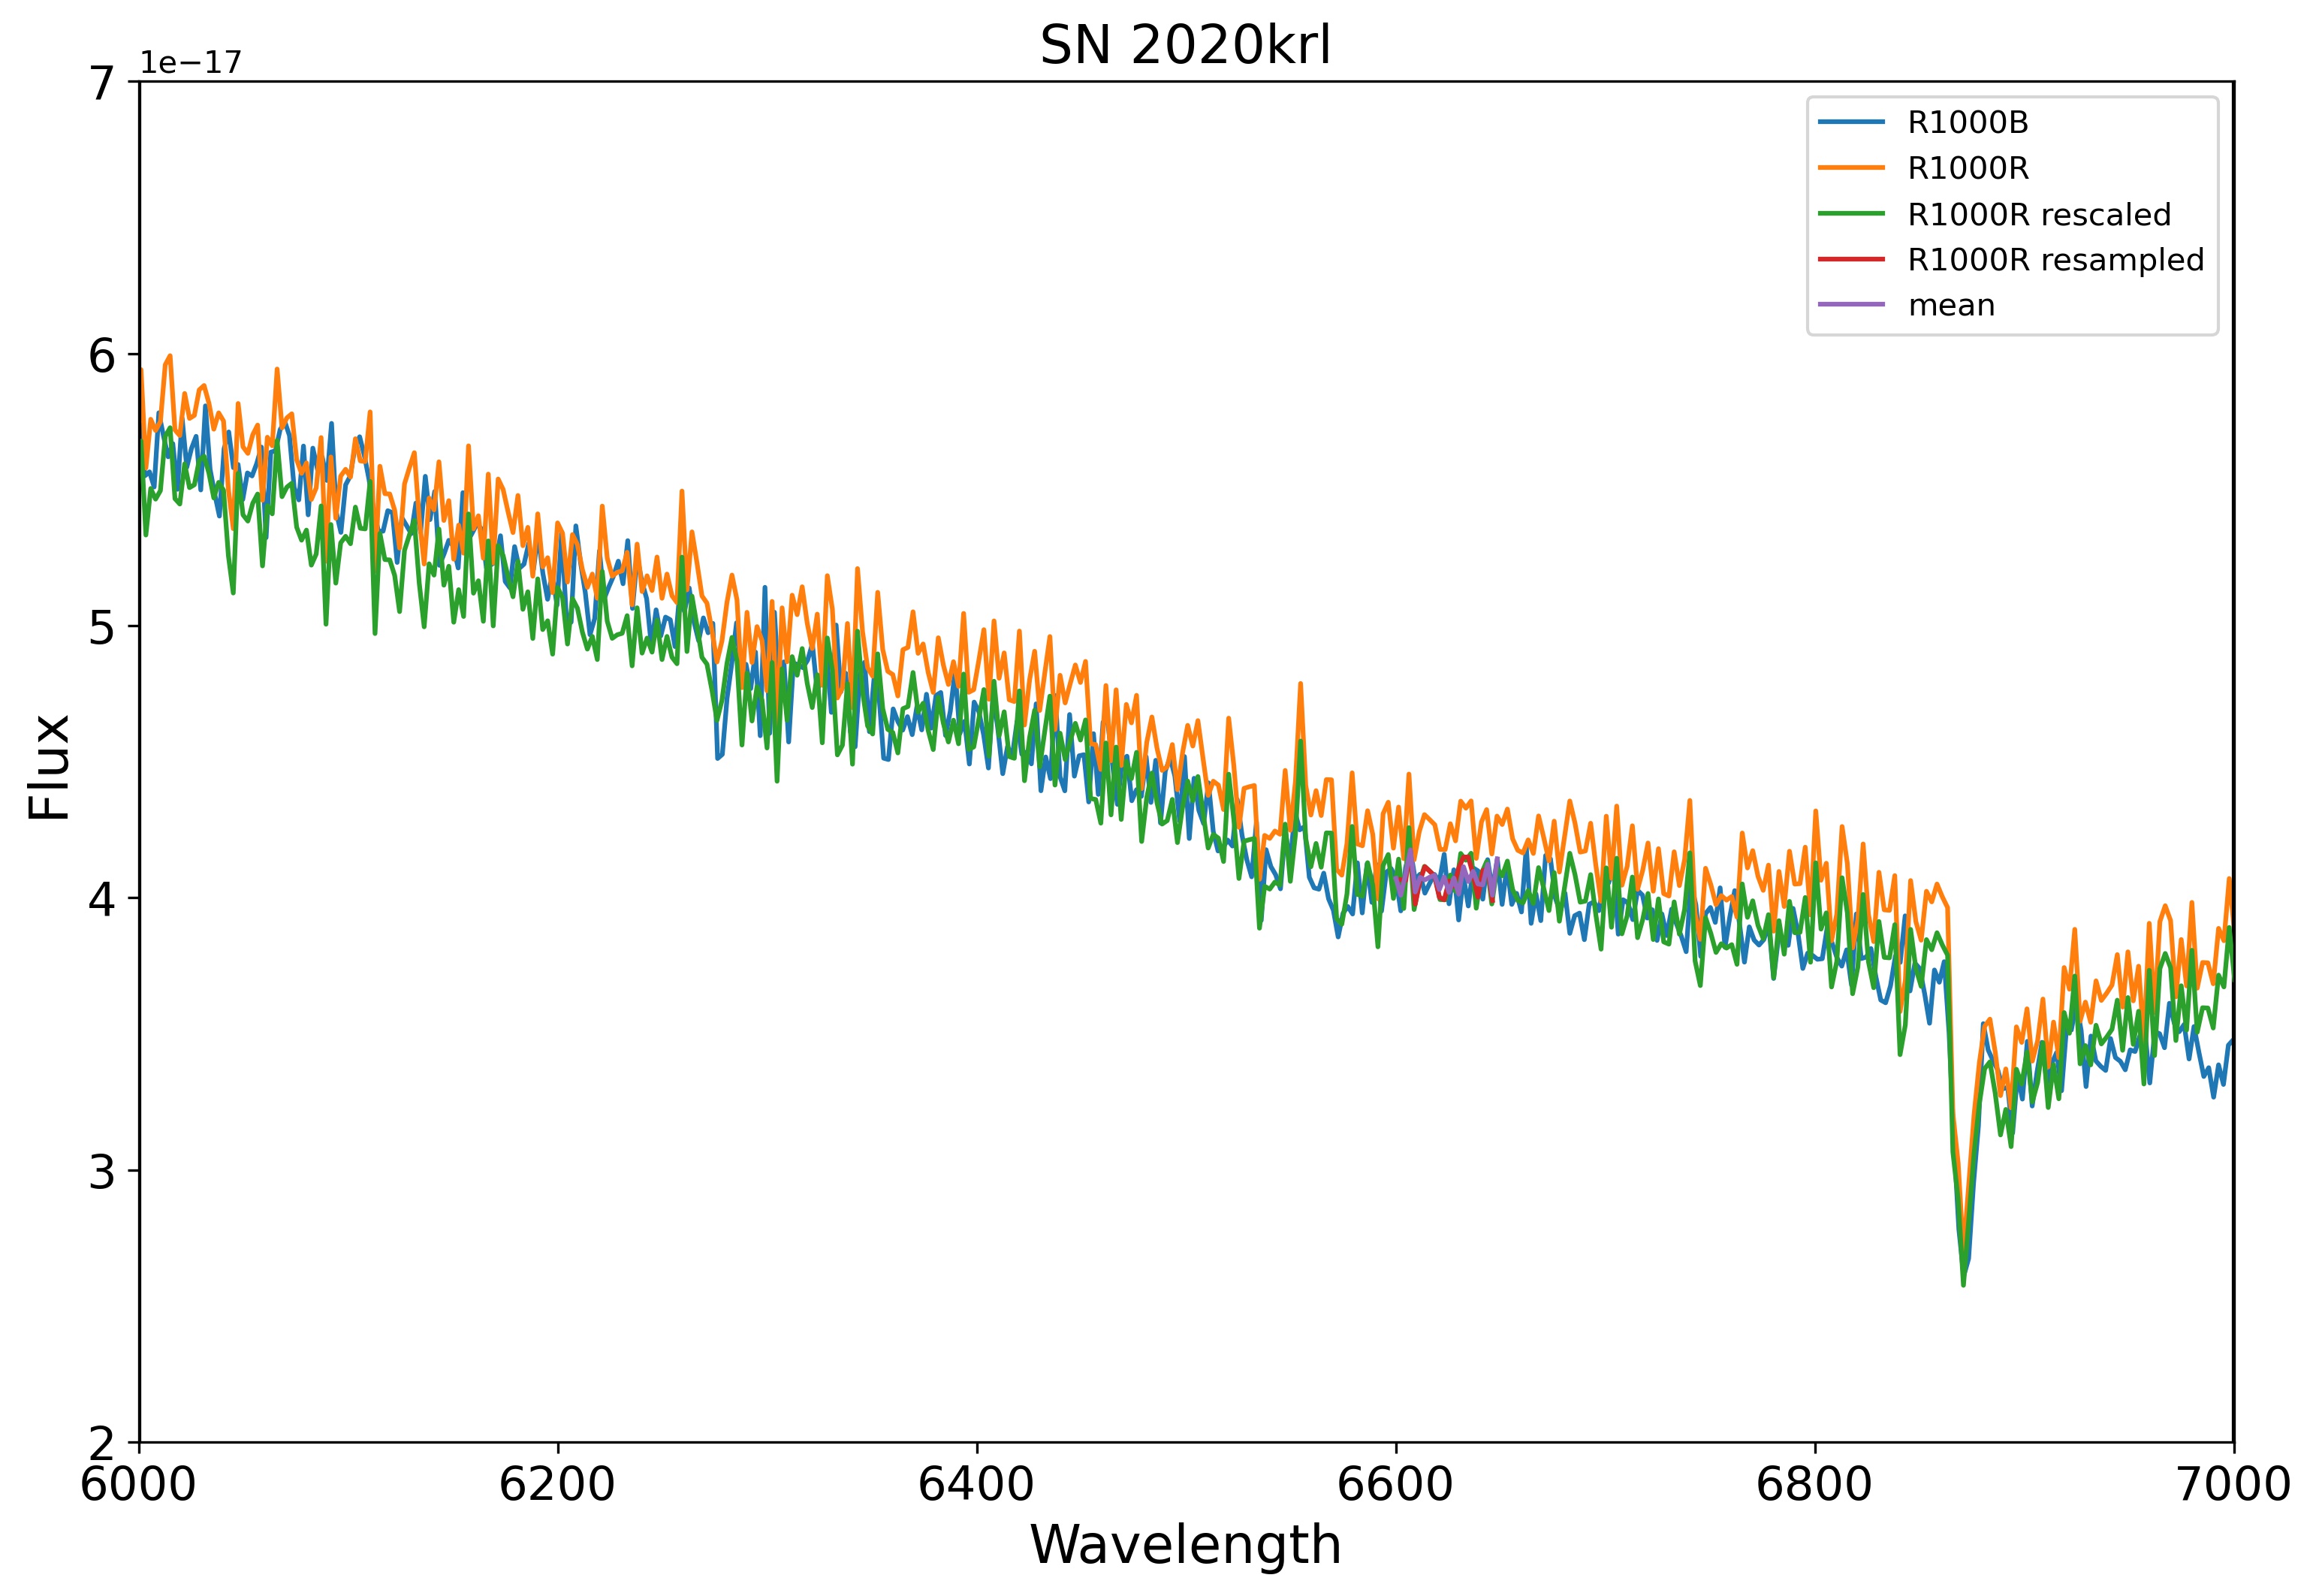 SN 2020krl
1e−17
7
6
5
4
3
2
Flux
R1000B
R1000R
R1000R rescaled
R1000R resampled
mean
6000 6200 6400 6600 6800 7000
Wavelength